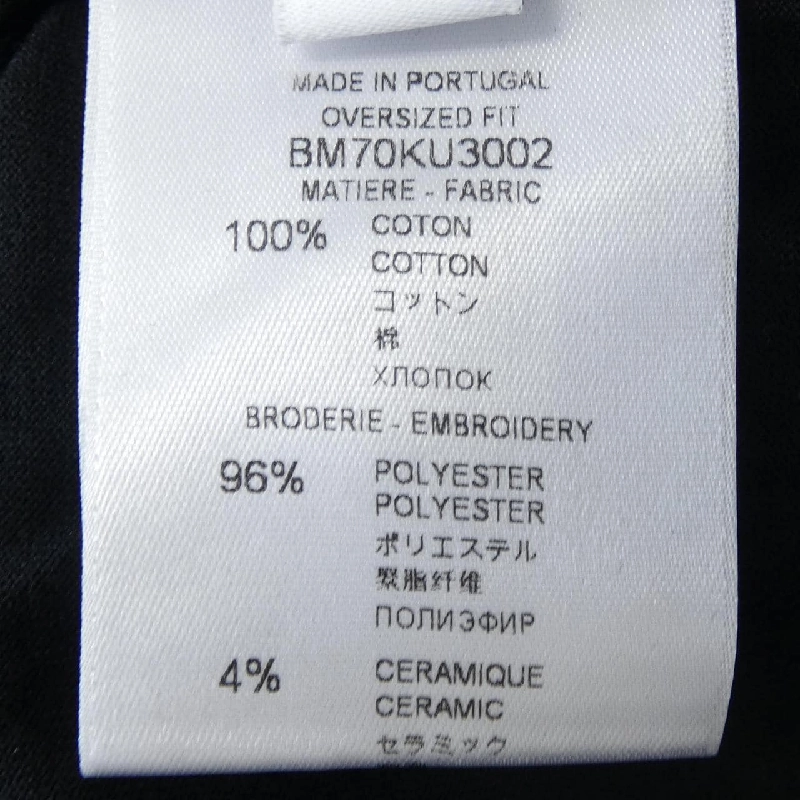 MADE IN PORTUGAL
OVERSIZED FIT
BM70KU3002
MATIERE - FABRIC
100% COTON
COTTON
コットン
棉
ХЛОПОК
BRODERIE - EMBROIDERY
96% POLYESTER
POLYESTER
ポリエステル
聚脂纤维
ПОЛИЭФИР
4% CERAMIQUE
CERAMIC
セラミック